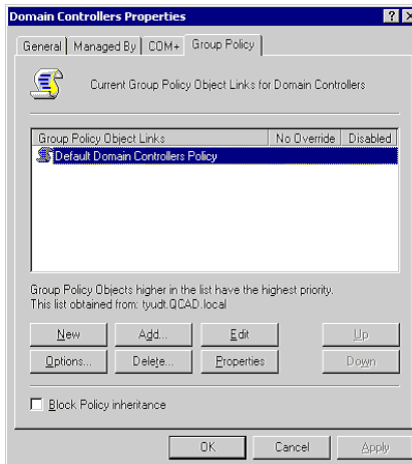 Domain Controllers Properties
General Managed By COM+ Group Policy
Current Group Policy Object Links for Domain Controllers
Group Policy Object Links No Override Disabled
Default Domain Controllers Policy
Group Policy Objects higher in the list have the highest priority.
This list obtained from: tyudt.QCAD.local
New Add... Edit Up
Options... Delete... Properties Down
Block Policy inheritance
OK Cancel Apply